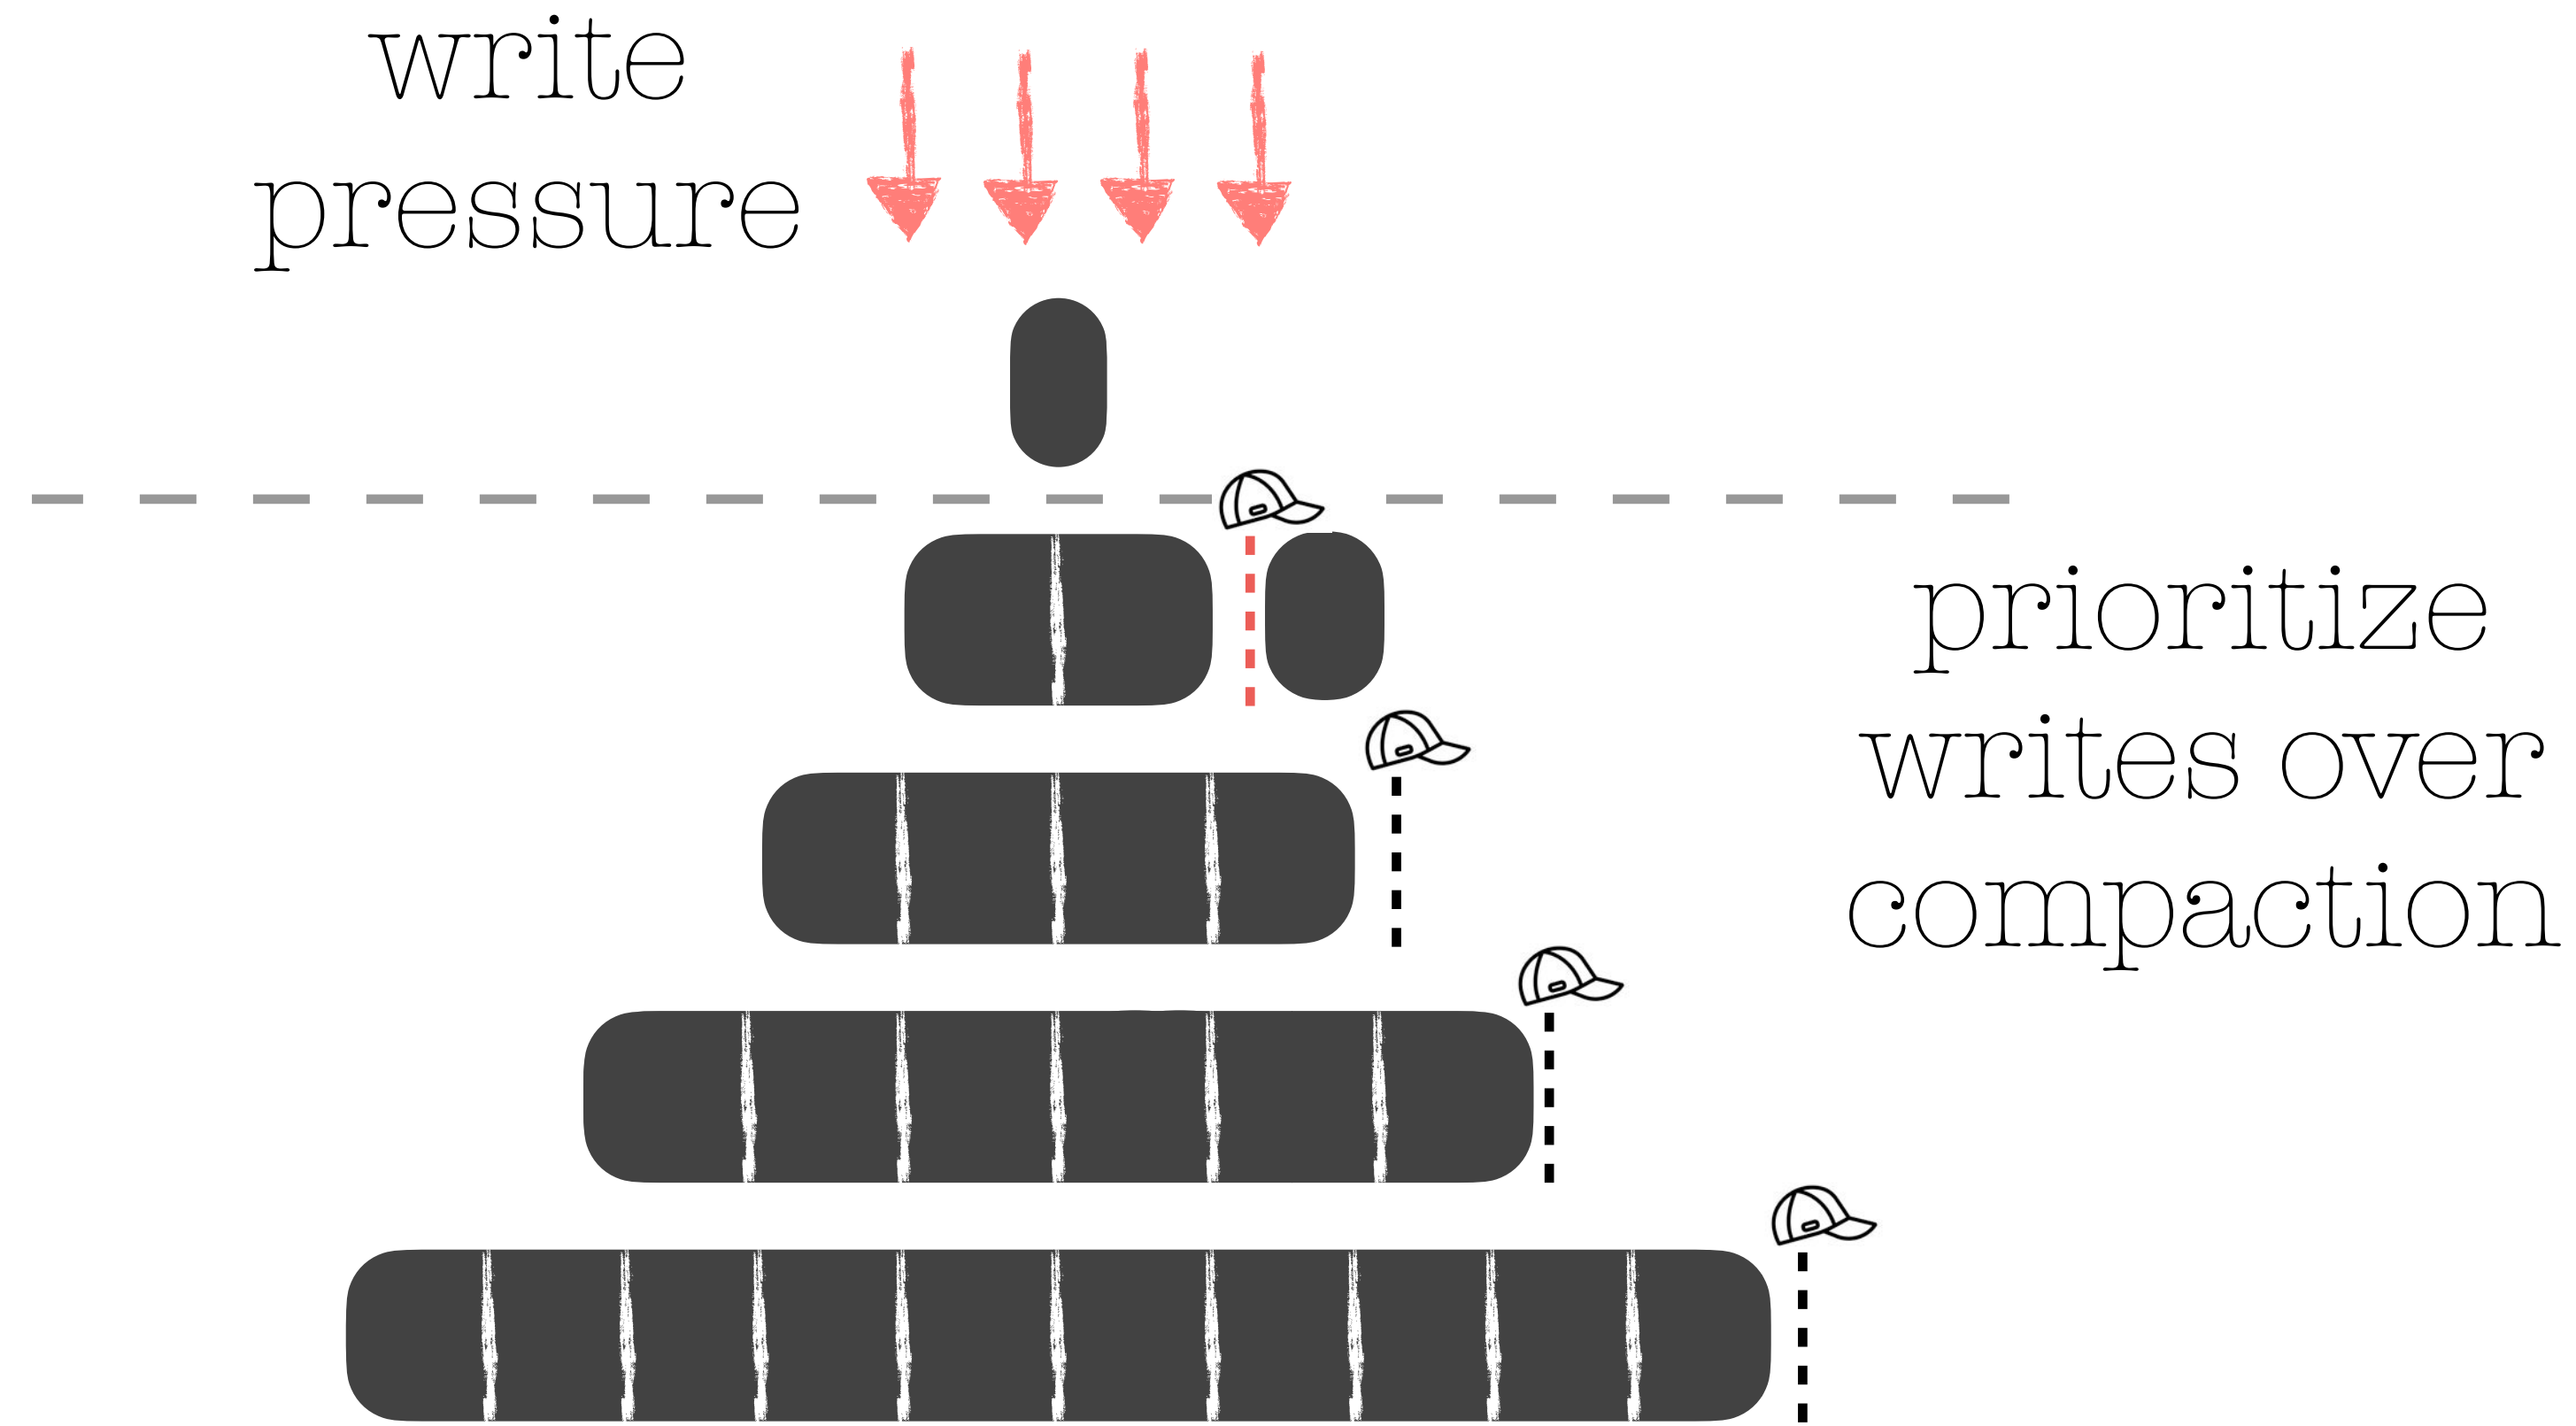 write
pressure
prioritize
writes over
compaction